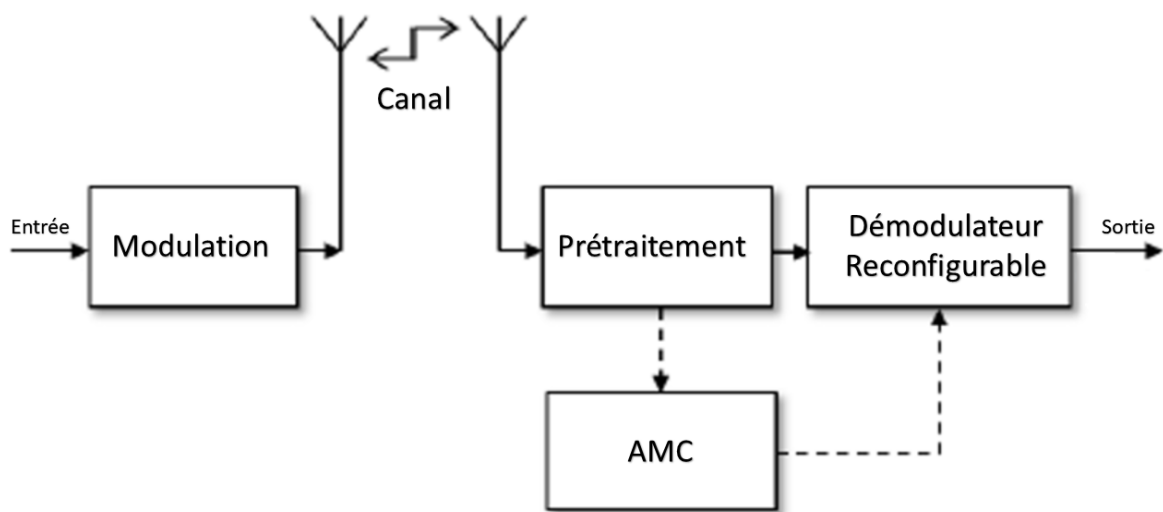 Canal
Entrée
Modulation
Prétraitement
Démodulateur
Reconfigurable
Sortie
AMC